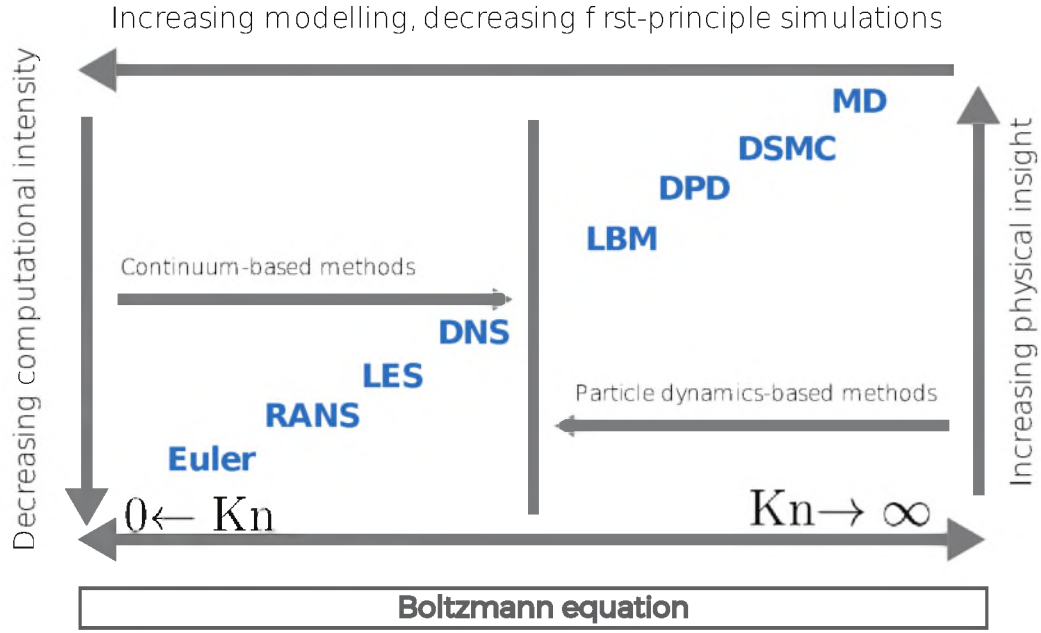 Increasing modelling, decreasing first-principle simulations
Decreasing computational intensity
MD
DSMC
DPD
LBM
Continuum-based methods
DNS
LES
RANS
Euler
Particle dynamics-based methods
Increasing physical insight
0← Kn
Kn→ ∞
Boltzmann equation